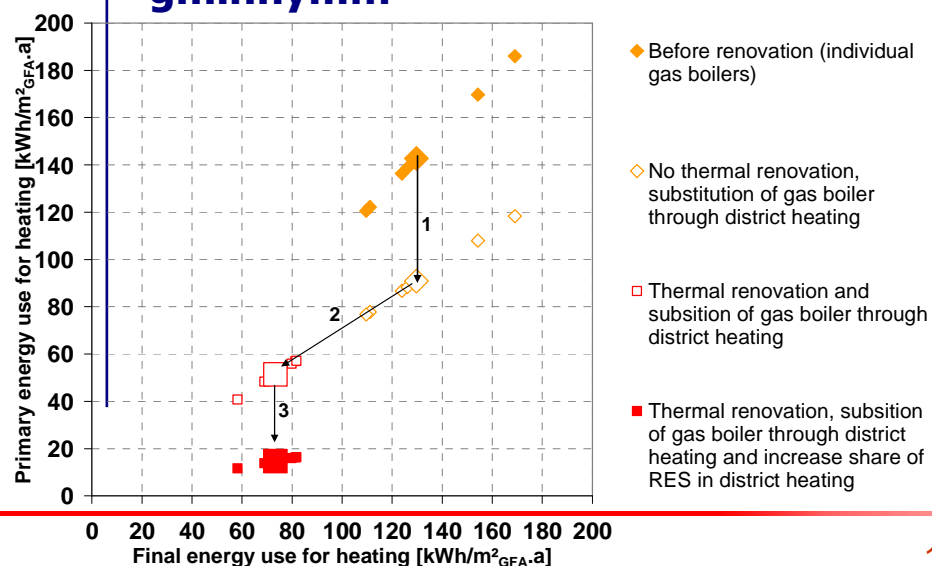 200
180
160
140
120
100
80
60
40
20
0
Primary energy use for heating [kWh/m²GFA.a]
1
2
3
0 20 40 60 80 100 120 140 160 180 200
Final energy use for heating [kWh/m²GFA.a]
Before renovation (individual
gas boilers)
No thermal renovation,
substitution of gas boiler
through district heating
Thermal renovation and
subsition of gas boiler through
district heating
Thermal renovation, subsition
of gas boiler through district
heating and increase share of
RES in district heating